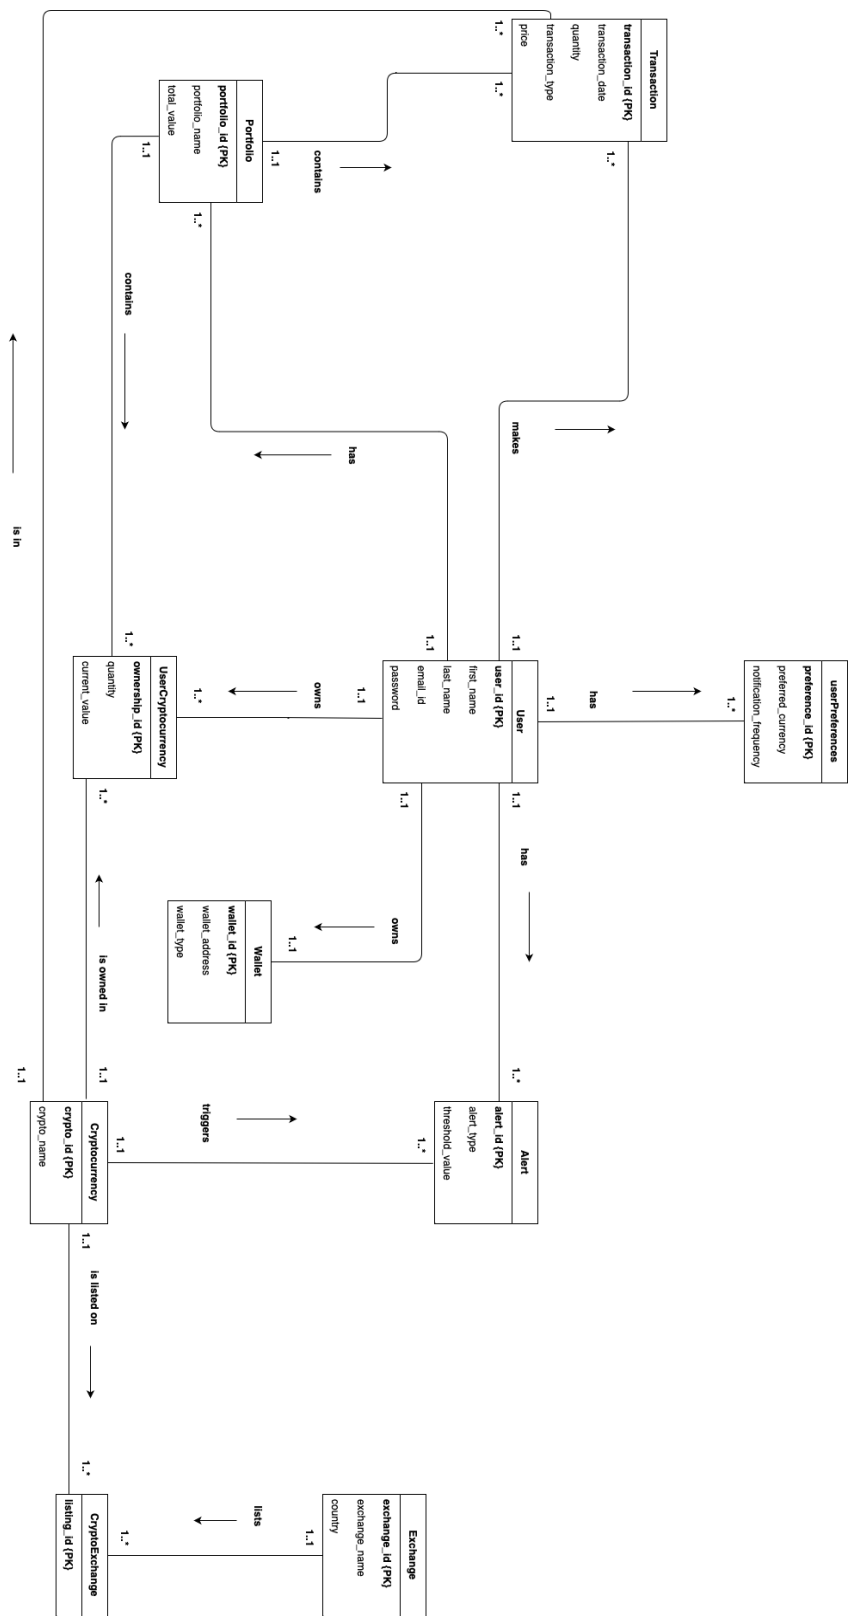 userPreferences
preference_id {PK}
preferred_currency
notification_frequency
1..*
has
1..1
Transaction
transaction_id {PK}
transaction_date
quantity
transaction_type
price
1..*
1..*
1..*
makes
1..1
User
user_id {PK}
first_name
last_name
email_id
password
1..1
has
1..*
Alert
alert_id {PK}
alert_type
threshold_value
1..1
has
1..*
Portfolio
portfolio_id {PK}
portfolio_name
total_value
1..1
contains
1..1
contains
1..*
1..1
owns
1..*
1..1
owns
1..1
Wallet
wallet_id {PK}
wallet_address
wallet_type
1..*
triggers
1..1
Exchange
exchange_id {PK}
exchange_name
country
1..1
lists
1..*
UserCryptocurrency
ownership_id {PK}
quantity
current_value
1..*
is owned in
1..1
Cryptocurrency
crypto_id {PK}
crypto_name
1..1
is listed on
1..*
CryptoExchange
listing_id {PK}
is in
1..1